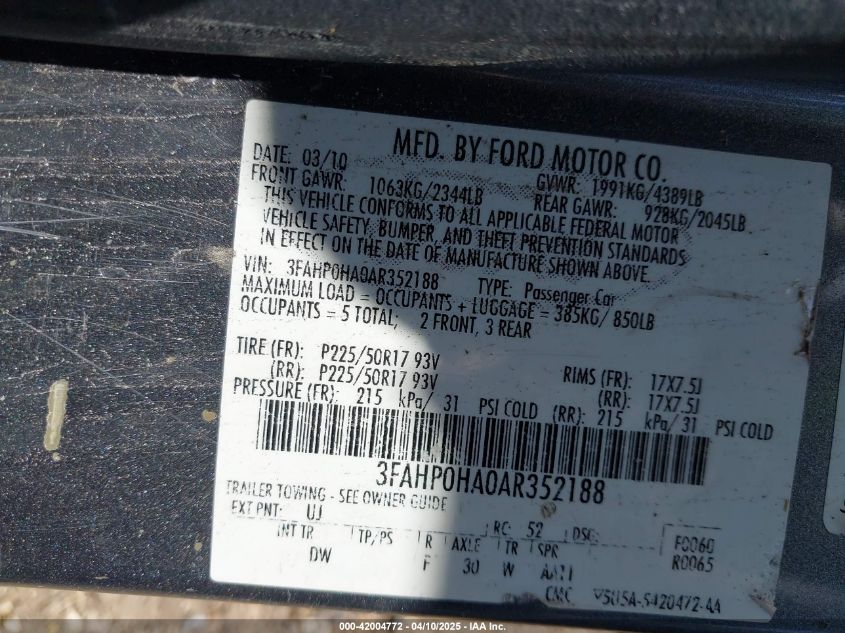 MFD. BY FORD MOTOR CO.
DATE: 03/10 GVWR: 1991KG/4389LB
FRONT GAWR: 1063KG/2344LB REAR GAWR: 928KG/2045LB
THIS VEHICLE CONFORMS TO ALL APPLICABLE FEDERAL MOTOR
VEHICLE SAFETY, BUMPER, AND THEFT PREVENTION STANDARDS
IN EFFECT ON THE DATE OF MANUFACTURE SHOWN ABOVE.
VIN: 3FAHP0HA0AR352188 TYPE: Passenger Car
MAXIMUM LOAD = OCCUPANTS + LUGGAGE = 385KG/ 850LB
OCCUPANTS = 5 TOTAL; 2 FRONT, 3 REAR
TIRE (FR): P225/50R17 93V RIMS (FR): 17X7.5J
(RR): P225/50R17 93V (RR): 17X7.5J
PRESSURE (FR): 215 kPa/ 31 PSI COLD (RR): 215 kPa/ 31 PSI COLD
3FAHP0HA0AR352188
TRAILER TOWING - SEE OWNER GUIDE
EXT PNT: UJ RC: 52 DSO: F0060
R0065
INT TR TP/PS R AXLE TR SPR
DW F 30 W
000-42004772 - 04/10/2025 - IAA Inc.